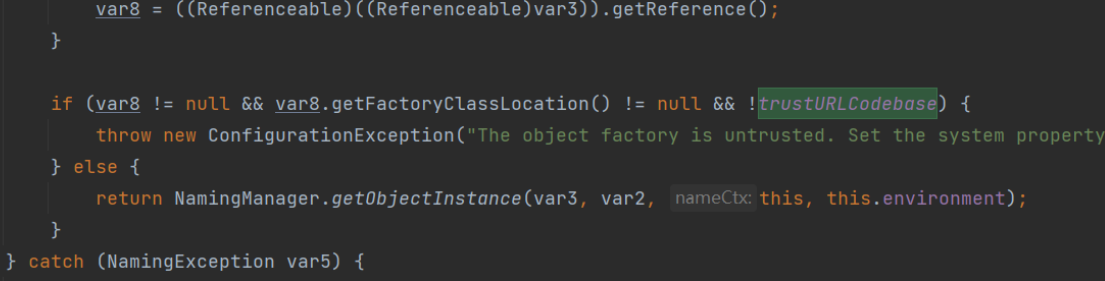 var8 = ((Referenceable)((Referenceable)var3)).getReference();
}
if (var8 != null && var8.getFactoryClassLocation() != null && !trustURLCodebase) {
throw new ConfigurationException("The object factory is untrusted. Set the system property
} else {
return NamingManager.getObjectInstance(var3, var2, nameCtx: this, this.environment);
}
} catch (NamingException var5) {